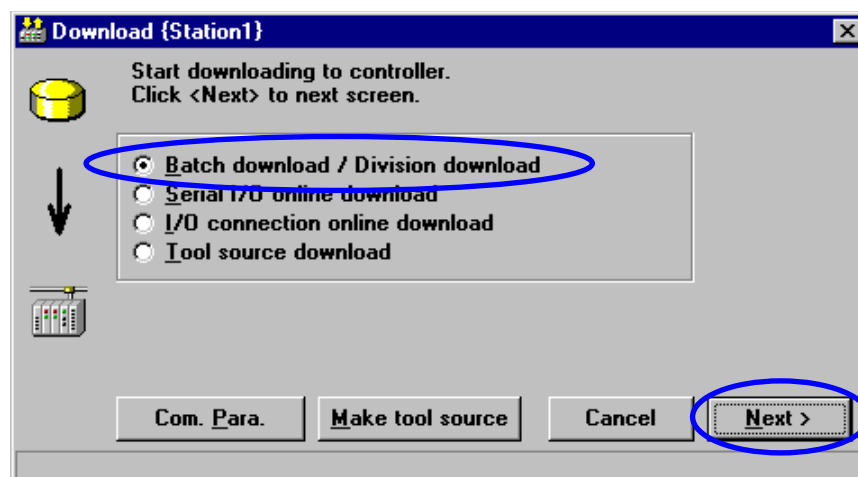 Download {Station1}
Start downloading to controller.
Click <Next> to next screen.
Batch download / Division download
Serial I/O online download
I/O connection online download
Tool source download
Com. Para.
Make tool source
Cancel
Next >